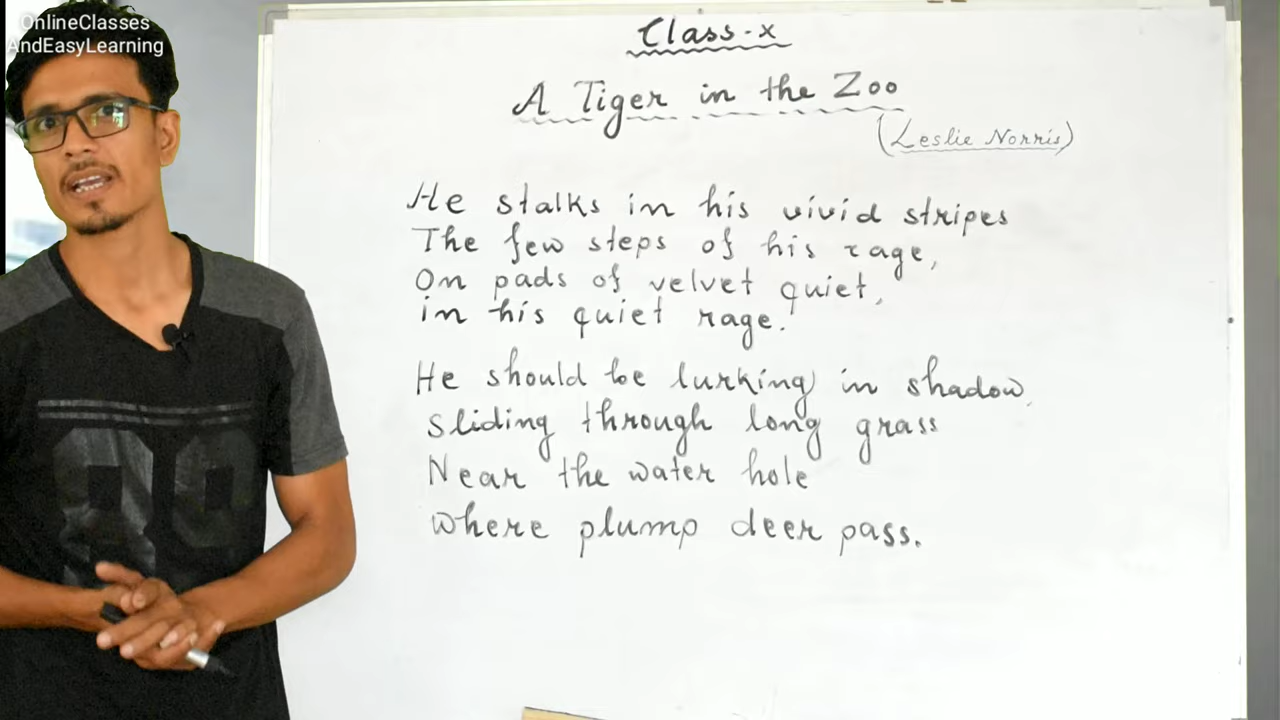 OnlineClasses
AndEasyLearning
Class-x
A Tiger in the Zoo
(Leslie Norris)
He stalks in his vivid stripes
The few steps of his rage,
On pads of velvet quiet,
in his quiet rage.
He should be lurking in shadow,
Sliding through long grass
Near the water hole
where plump deer pass.
99